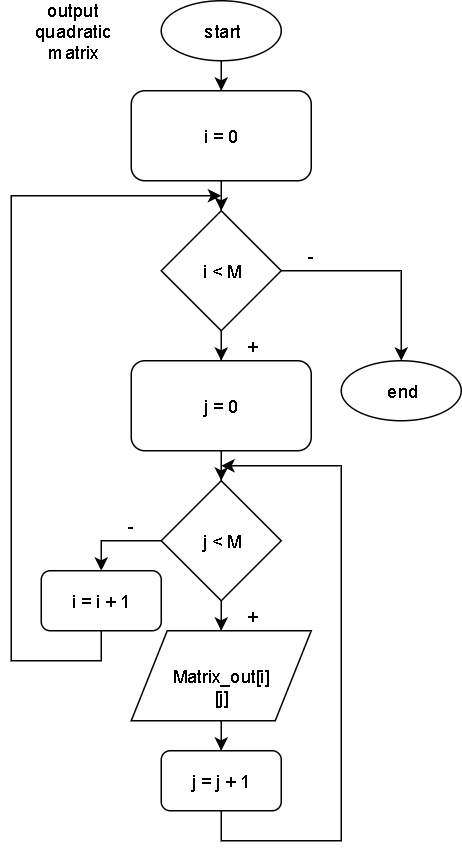 output
quadratic
matrix
start
i = 0
i < M
-
+
end
j = 0
j < M
-
i = i + 1
+
Matrix_out[i]
[j]
j = j + 1